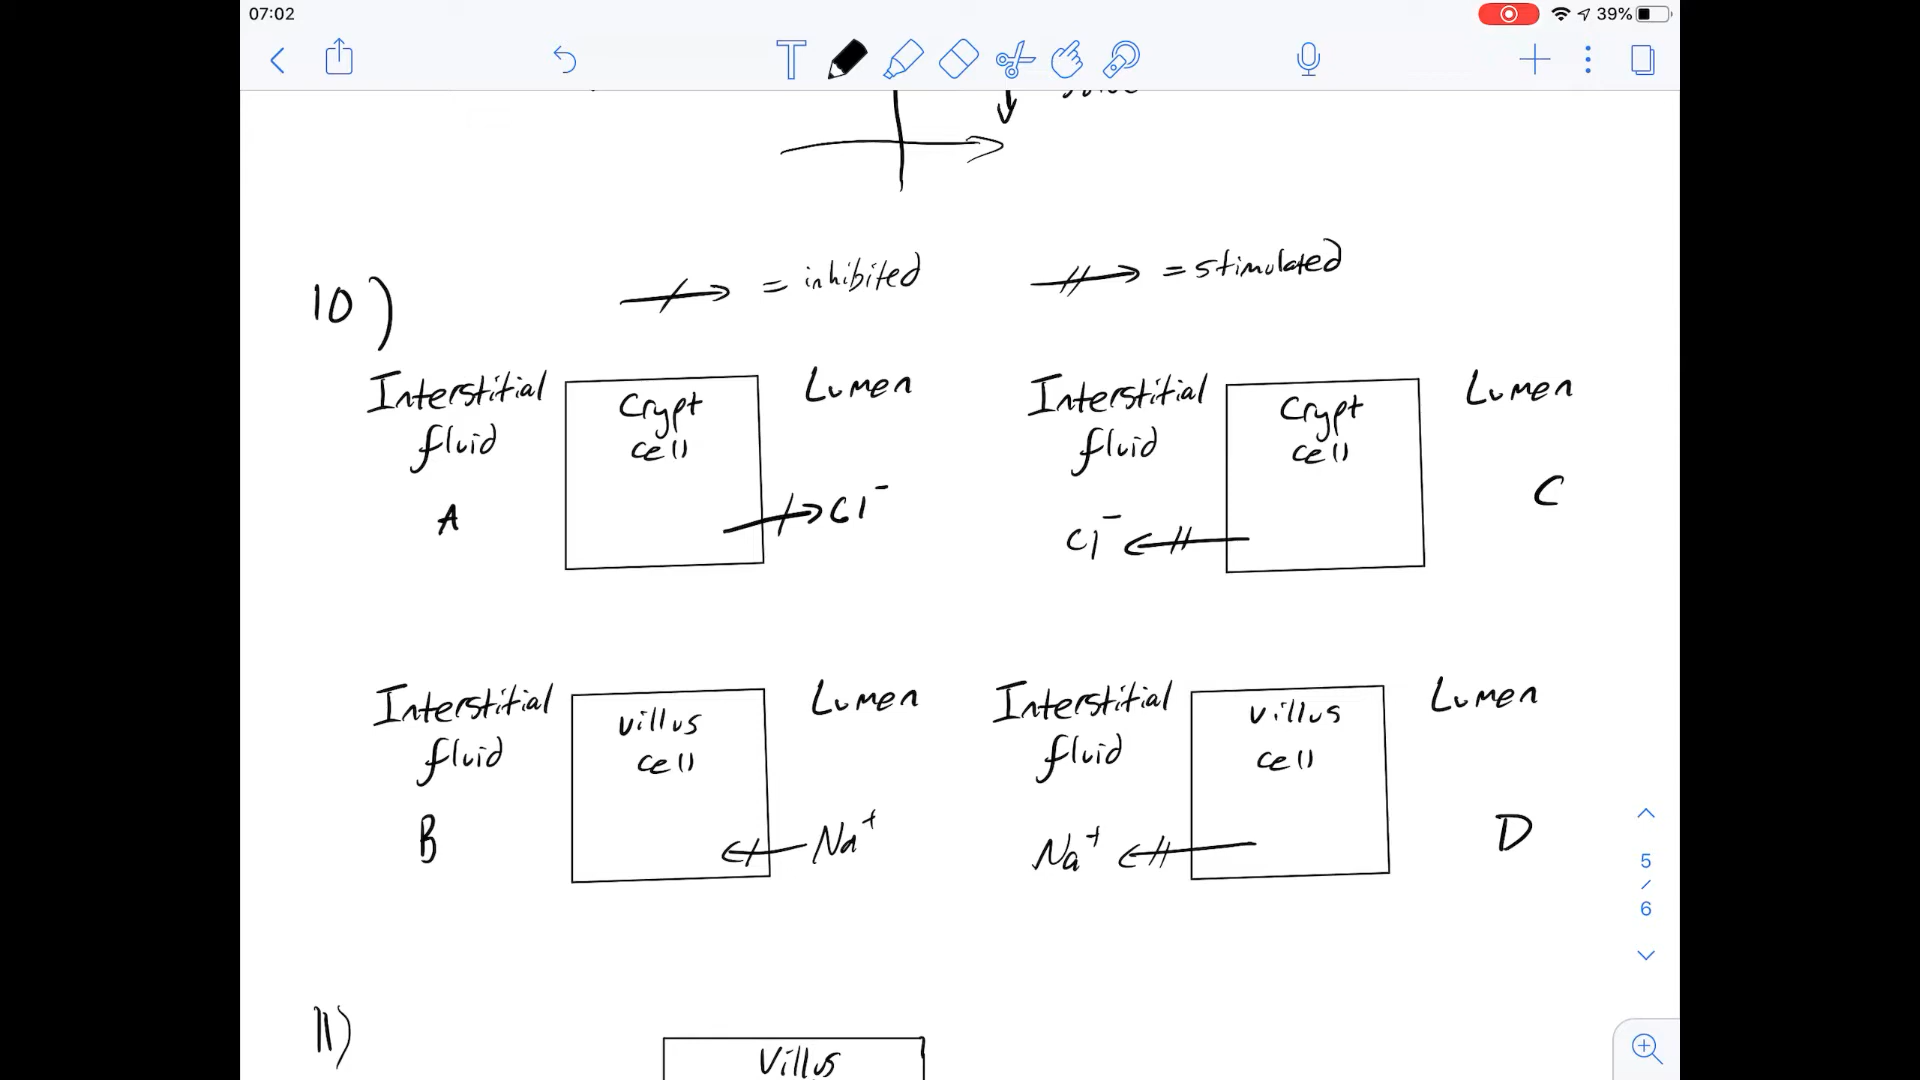 07:02
39%
10)
= inhibited
= stimulated
Interstitial
fluid
Crypt
cell
Lumen
A
Cl⁻
Interstitial
fluid
Crypt
cell
Lumen
C
Cl⁻
Interstitial
fluid
villus
cell
Lumen
B
Na⁺
Interstitial
fluid
villus
cell
Lumen
D
Na⁺
5
/
6
11)
Villus